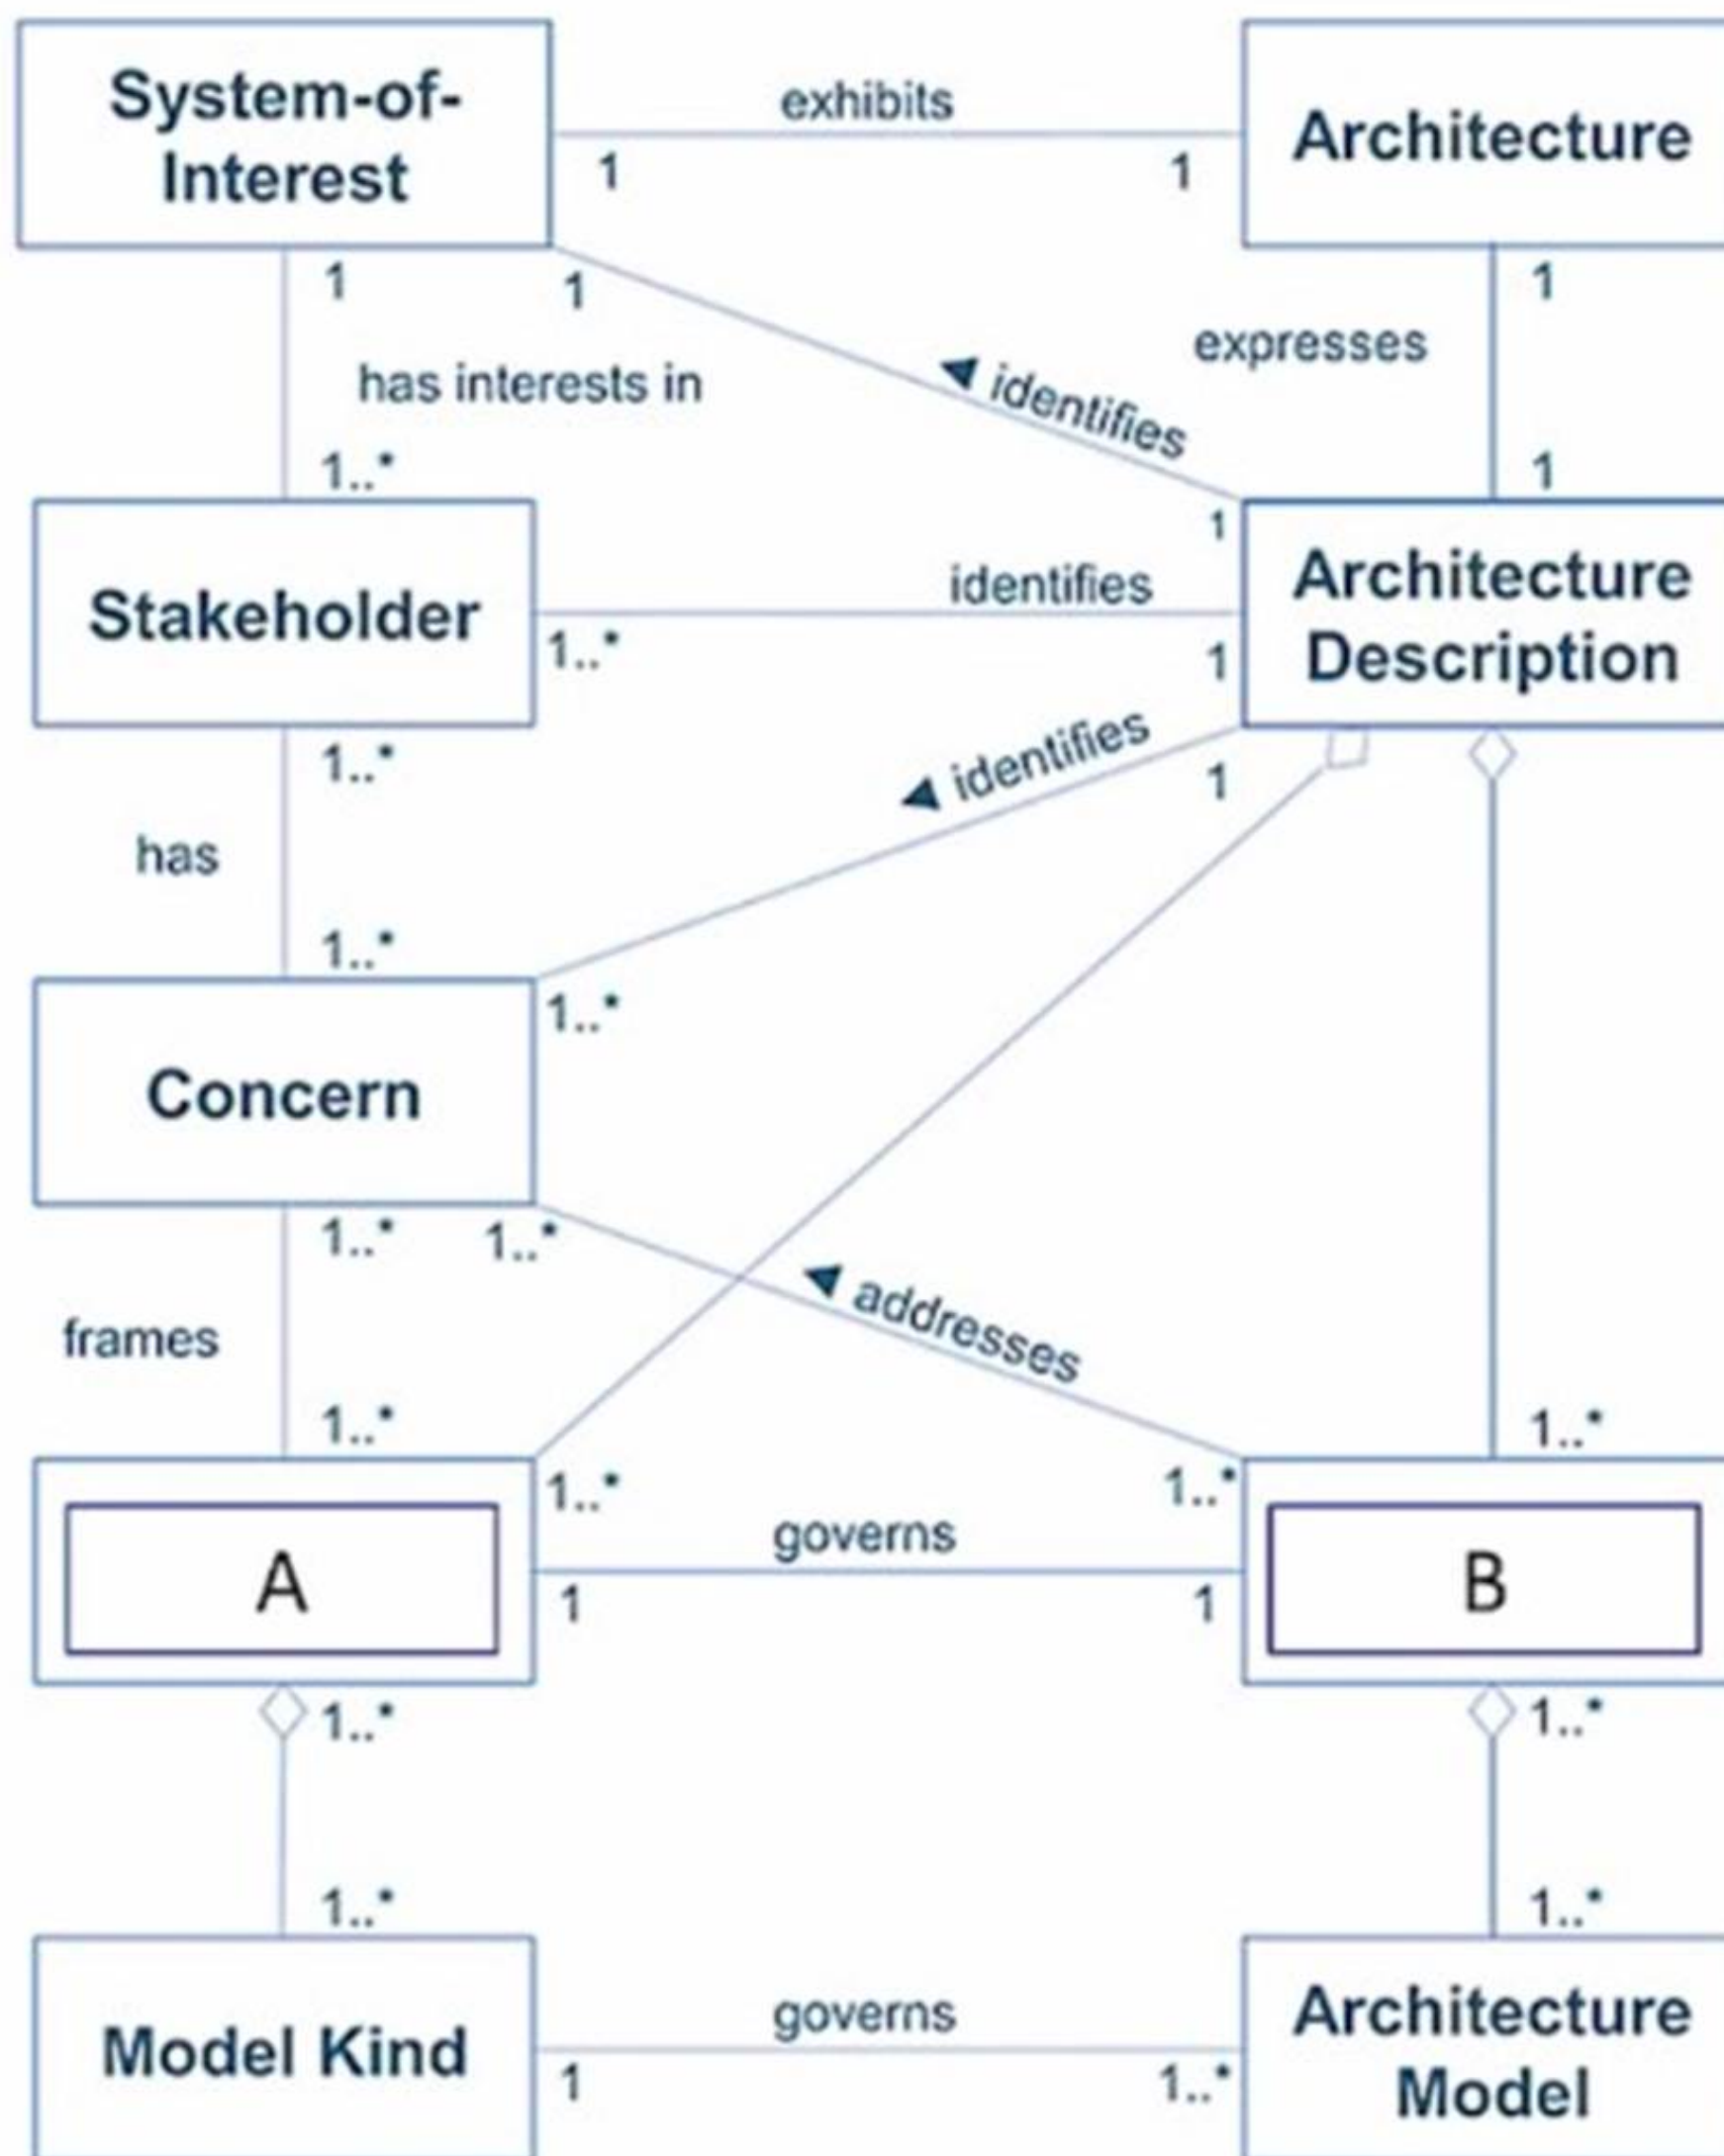 System-of-
Interest
exhibits
Architecture
1
1
1
1
1
has interests in
expresses
identifies
1..*
1
1
Stakeholder
identifies
Architecture
Description
1..*
1
1..*
identifies
1
has
1..*
1..*
Concern
1..*
1..*
addresses
frames
1..*
1..*
1..*
1..*
A
governs
B
1
1
1..*
1..*
1..*
1..*
Model Kind
governs
Architecture
Model
1
1..*